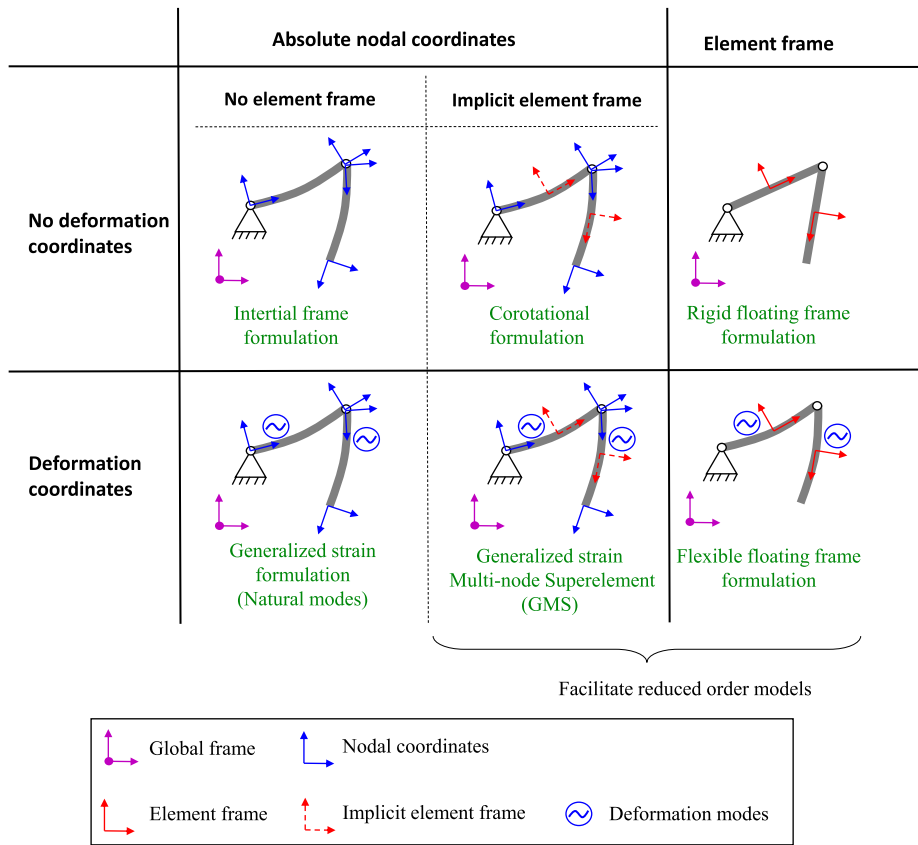 Absolute nodal coordinates
Element frame
No element frame
Implicit element frame
No deformation
coordinates
Intertial frame
formulation
Corotational
formulation
Rigid floating frame
formulation
Deformation
coordinates
Generalized strain
formulation
(Natural modes)
Generalized strain
Multi-node Superelement
(GMS)
Flexible floating frame
formulation
Facilitate reduced order models
Global frame
Nodal coordinates
Element frame
Implicit element frame
Deformation modes